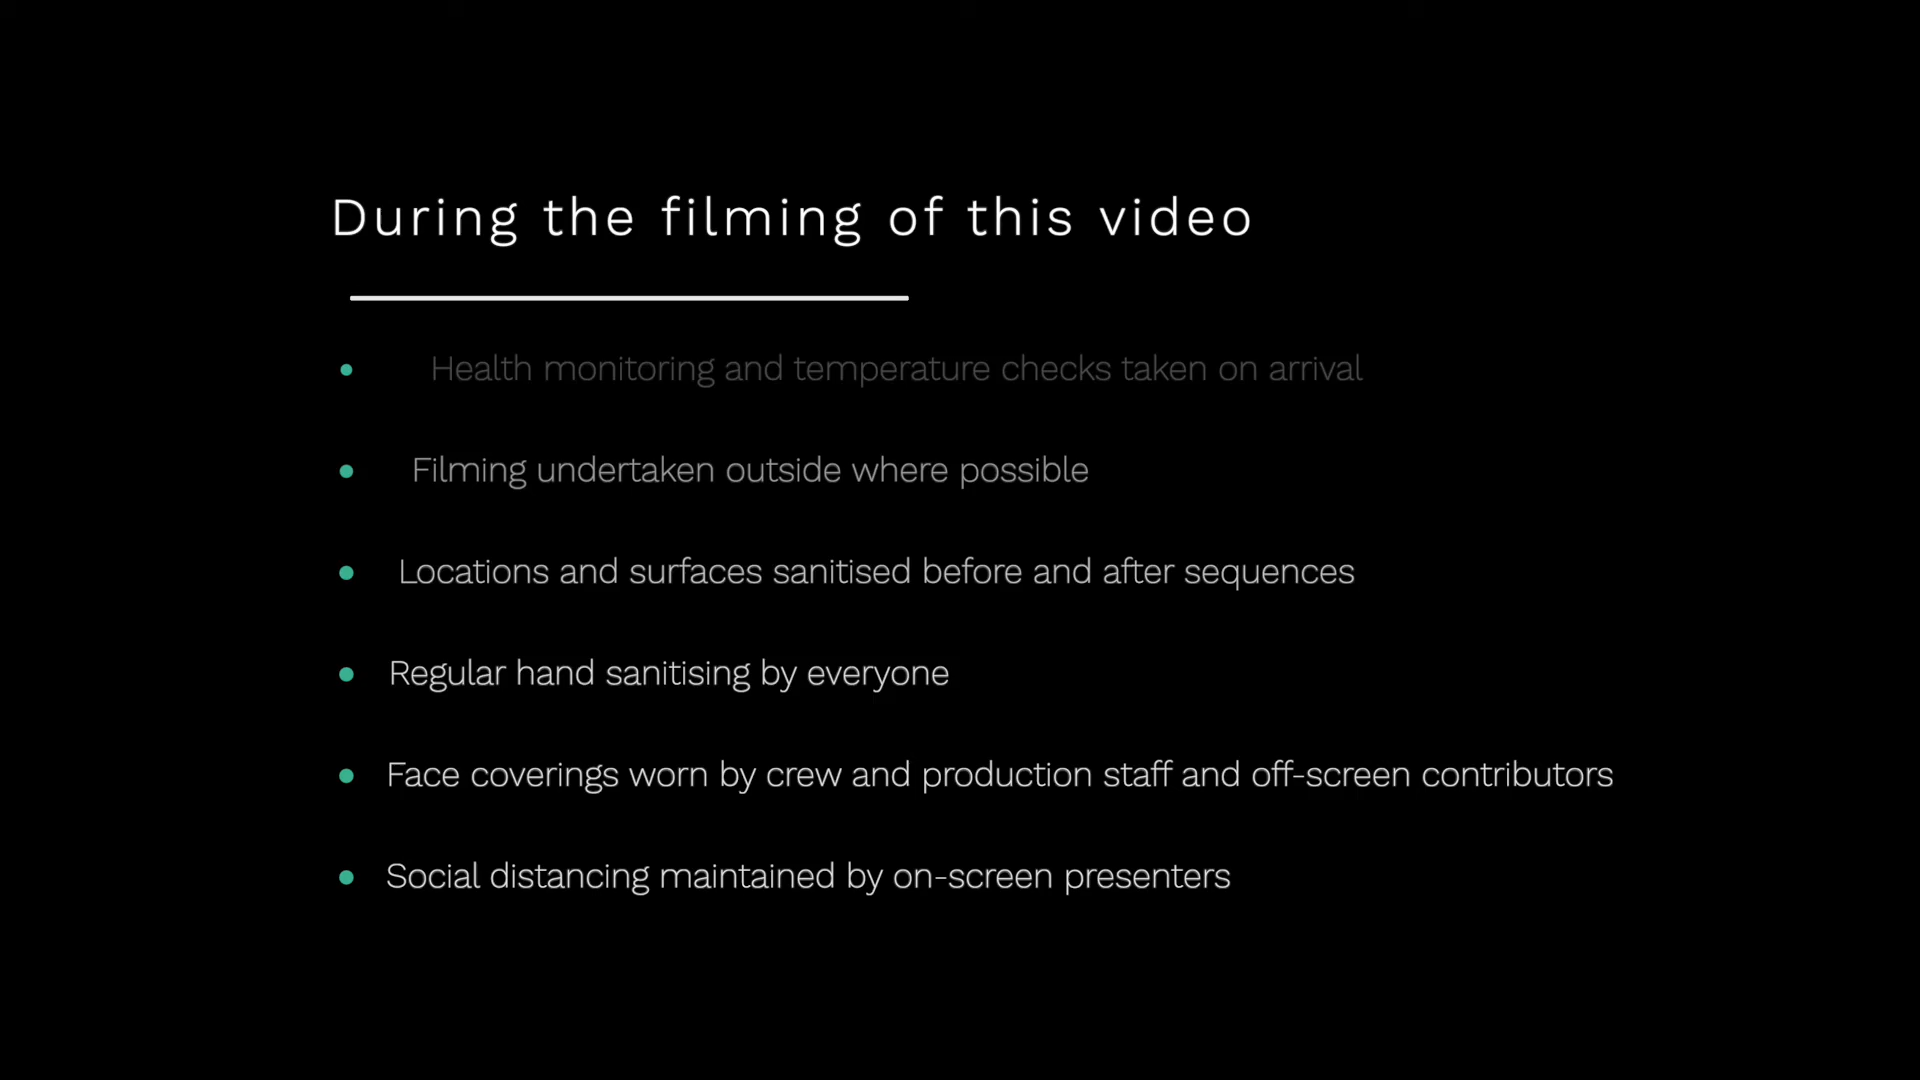 During the filming of this video
Health monitoring and temperature checks taken on arrival
Filming undertaken outside where possible
Locations and surfaces sanitised before and after sequences
Regular hand sanitising by everyone
Face coverings worn by crew and production staff and off-screen contributors
Social distancing maintained by on-screen presenters